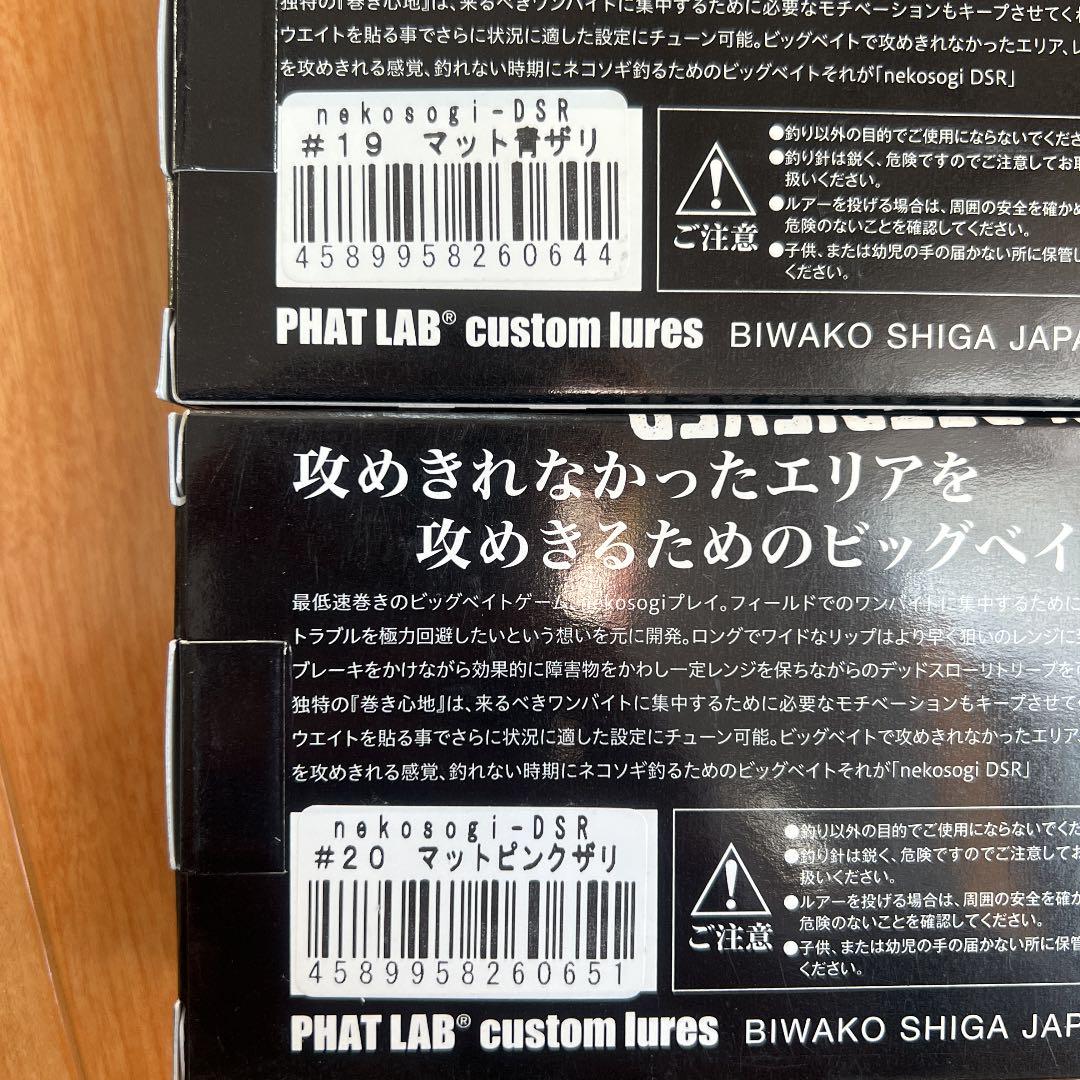 独特の『巻き心地』は、来るべきワンバイトに集中するために必要なモチベーションもキープさせてくれ
ウエイトを貼る事でさらに状況に適した設定にチューン可能。ビッグベイトで攻めきれなかったエリア、レ
を攻めきれる感覚、釣れない時期にネコソギ釣るためのビッグベイトそれが「nekosogi DSR」
nekosogi-DSR
#19 マット青ザリ
4589958260644
ご注意
●釣り以外の目的でご使用にならないでくださ
●釣り針は鋭く、危険ですのでご注意してお取
扱いください。
●ルアーを投げる場合は、周囲の安全を確かめ
危険のないことを確認してください。
●子供、または幼児の手の届かない所に保管し
ください。
PHAT LAB® custom lures BIWAKO SHIGA JAPA
攻めきれなかったエリアを
攻めきるためのビッグベイ
最低速巻きのビッグベイトゲーム、nekosogiプレイ。フィールドでのワンバイトに集中するために
トラブルを極力回避したいという想いを元に開発。ロングでワイドなリップはより早く狙いのレンジに
ブレーキをかけながら効果的に障害物をかわし一定レンジを保ちながらのデッドスローリトリーブを
独特の『巻き心地』は、来るべきワンバイトに集中するために必要なモチベーションもキープさせて
ウエイトを貼る事でさらに状況に適した設定にチューン可能。ビッグベイトで攻めきれなかったエリア、
を攻めきれる感覚、釣れない時期にネコソギ釣るためのビッグベイトそれが「nekosogi DSR」
nekosogi-DSR
#20 マットピンクザリ
4589958260651
ご注意
●釣り以外の目的でご使用にならないでくだ
●釣り針は鋭く、危険ですのでご注意してお
扱いください。
●ルアーを投げる場合は、周囲の安全を確か
危険のないことを確認してください。
●子供、または幼児の手の届かない所に保管
ください。
PHAT LAB® custom lures BIWAKO SHIGA JAP